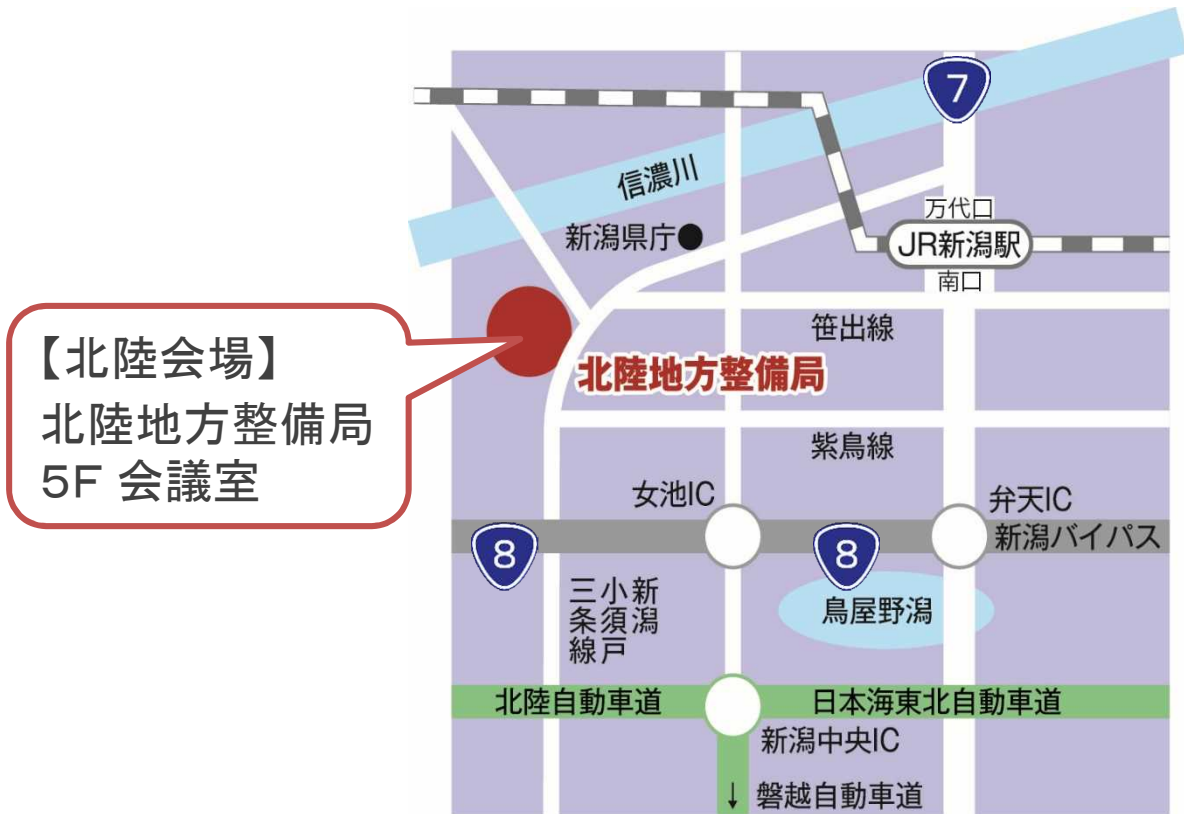 7
信濃川
万代口
新潟県庁
JR新潟駅
南口
笹出線
【北陸会場】
北陸地方整備局
5F 会議室
北陸地方整備局
紫鳥線
女池IC
弁天IC
8
8
新潟バイパス
新潟
小須戸
三条線
鳥屋野潟
北陸自動車道
日本海東北自動車道
新潟中央IC
↓ 磐越自動車道